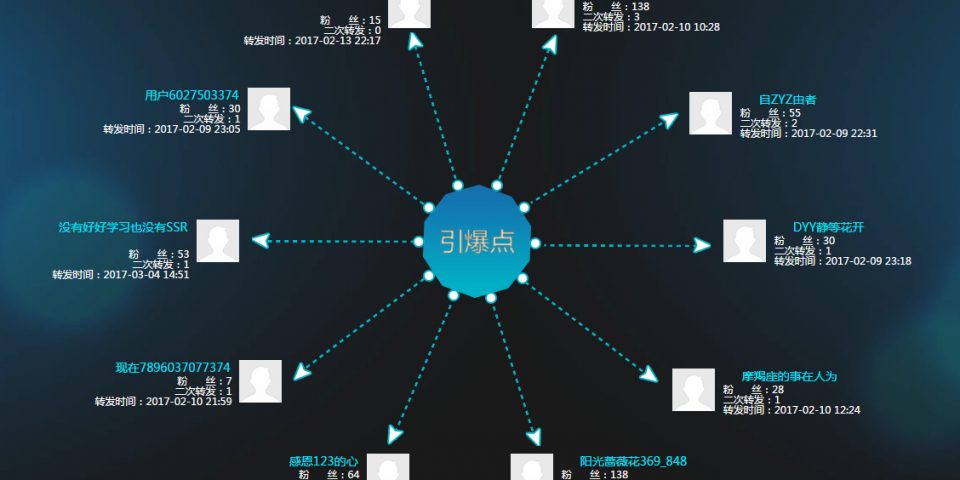 粉 丝：15
二次转发：0
转发时间：2017-02-13 22:17
粉 丝：138
二次转发：3
转发时间：2017-02-10 10:28
用户6027503374
粉 丝：30
二次转发：1
转发时间：2017-02-09 23:05
自ZYZ由者
粉 丝：55
二次转发：2
转发时间：2017-02-09 22:31
没有好好学习也没有SSR
粉 丝：53
二次转发：1
转发时间：2017-03-04 14:51
引爆点
DYY静等花开
粉 丝：30
二次转发：1
转发时间：2017-02-09 23:18
现在7896037077374
粉 丝：7
二次转发：1
转发时间：2017-02-10 21:59
摩羯座的事在人为
粉 丝：28
二次转发：1
转发时间：2017-02-10 12:24
感恩123的心
粉 丝：64
阳光蔷薇花369_848
粉 丝：138